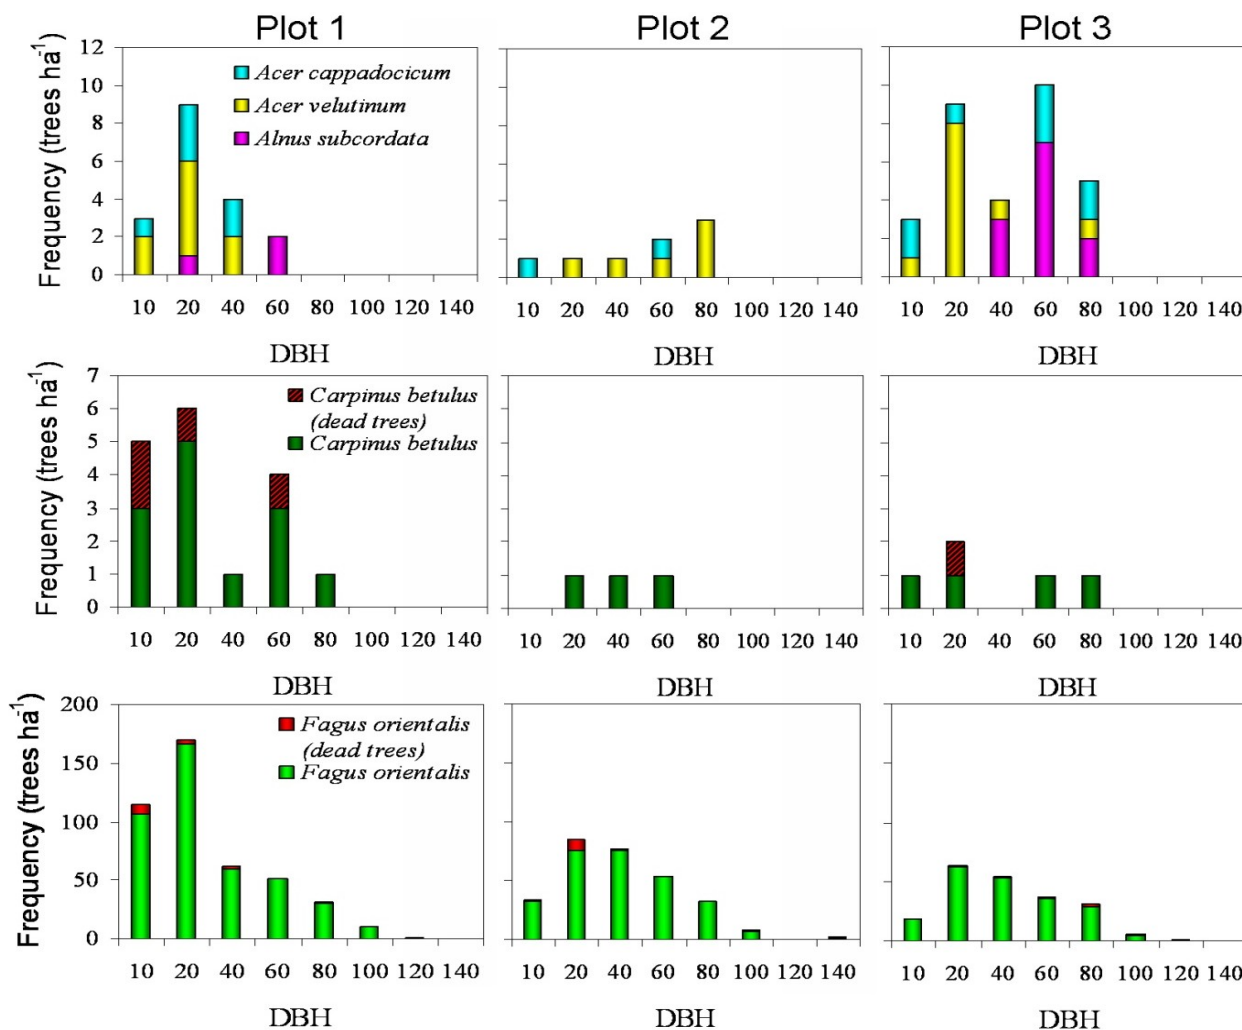 Plot 1 Plot 2 Plot 3
Frequency (trees ha-1)
12
10
8
6
4
2
0
Acer cappadocicum
Acer velutinum
Alnus subcordata
10 20 40 60 80 100 120 140
10 20 40 60 80 100 120 140
10 20 40 60 80 100 120 140
DBH DBH DBH
Frequency (trees ha-1)
7
6
5
4
3
2
1
0
Carpinus betulus
(dead trees)
Carpinus betulus
10 20 40 60 80 100 120 140
10 20 40 60 80 100 120 140
10 20 40 60 80 100 120 140
DBH DBH DBH
Frequency (trees ha-1)
200
150
100
50
0
Fagus orientalis
(dead trees)
Fagus orientalis
10 20 40 60 80 100 120 140
10 20 40 60 80 100 120 140
10 20 40 60 80 100 120 140
DBH DBH DBH